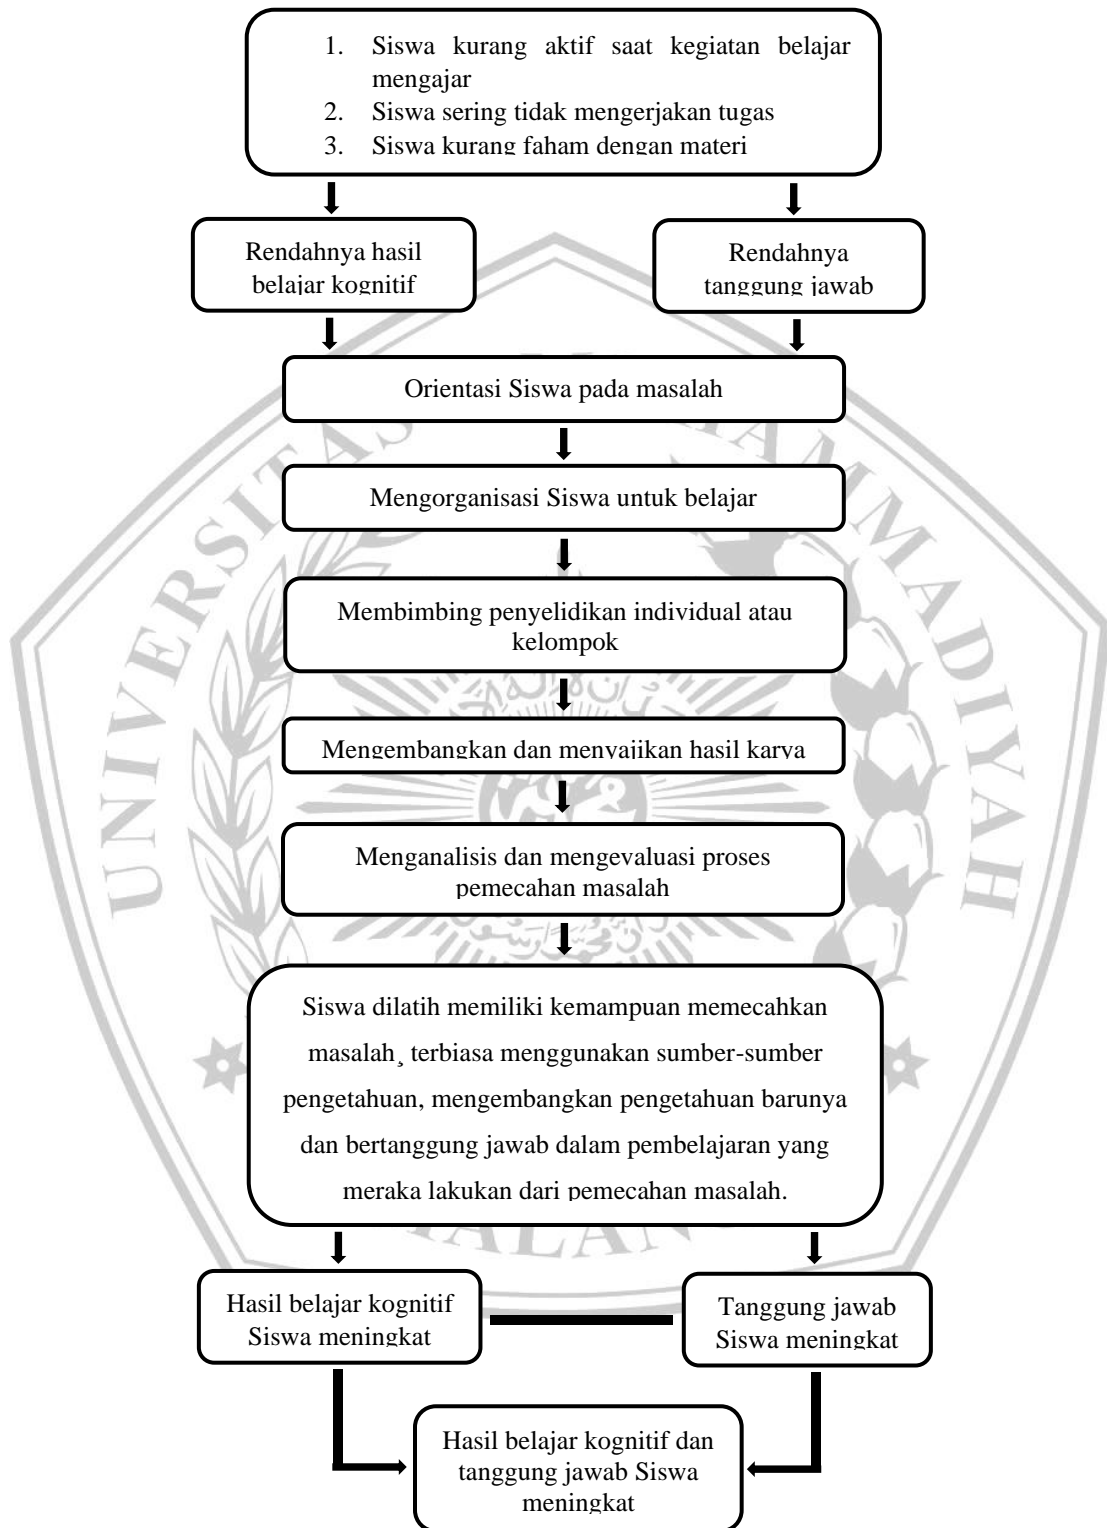 1. Siswa kurang aktif saat kegiatan belajar
mengajar
2. Siswa sering tidak mengerjakan tugas
3. Siswa kurang faham dengan materi
Rendahnya hasil
belajar kognitif
Rendahnya
tanggung jawab
Orientasi Siswa pada masalah
Mengorganisasi Siswa untuk belajar
Membimbing penyelidikan individual atau
kelompok
Mengembangkan dan menyajikan hasil karya
Menganalisis dan mengevaluasi proses
pemecahan masalah
Siswa dilatih memiliki kemampuan memecahkan
masalah¸ terbiasa menggunakan sumber-sumber
pengetahuan, mengembangkan pengetahuan barunya
dan bertanggung jawab dalam pembelajaran yang
meraka lakukan dari pemecahan masalah.
Hasil belajar kognitif
Siswa meningkat
Tanggung jawab
Siswa meningkat
Hasil belajar kognitif dan
tanggung jawab Siswa
meningkat
UNIVERSITAS MUHAMMADIYAH
MALANG